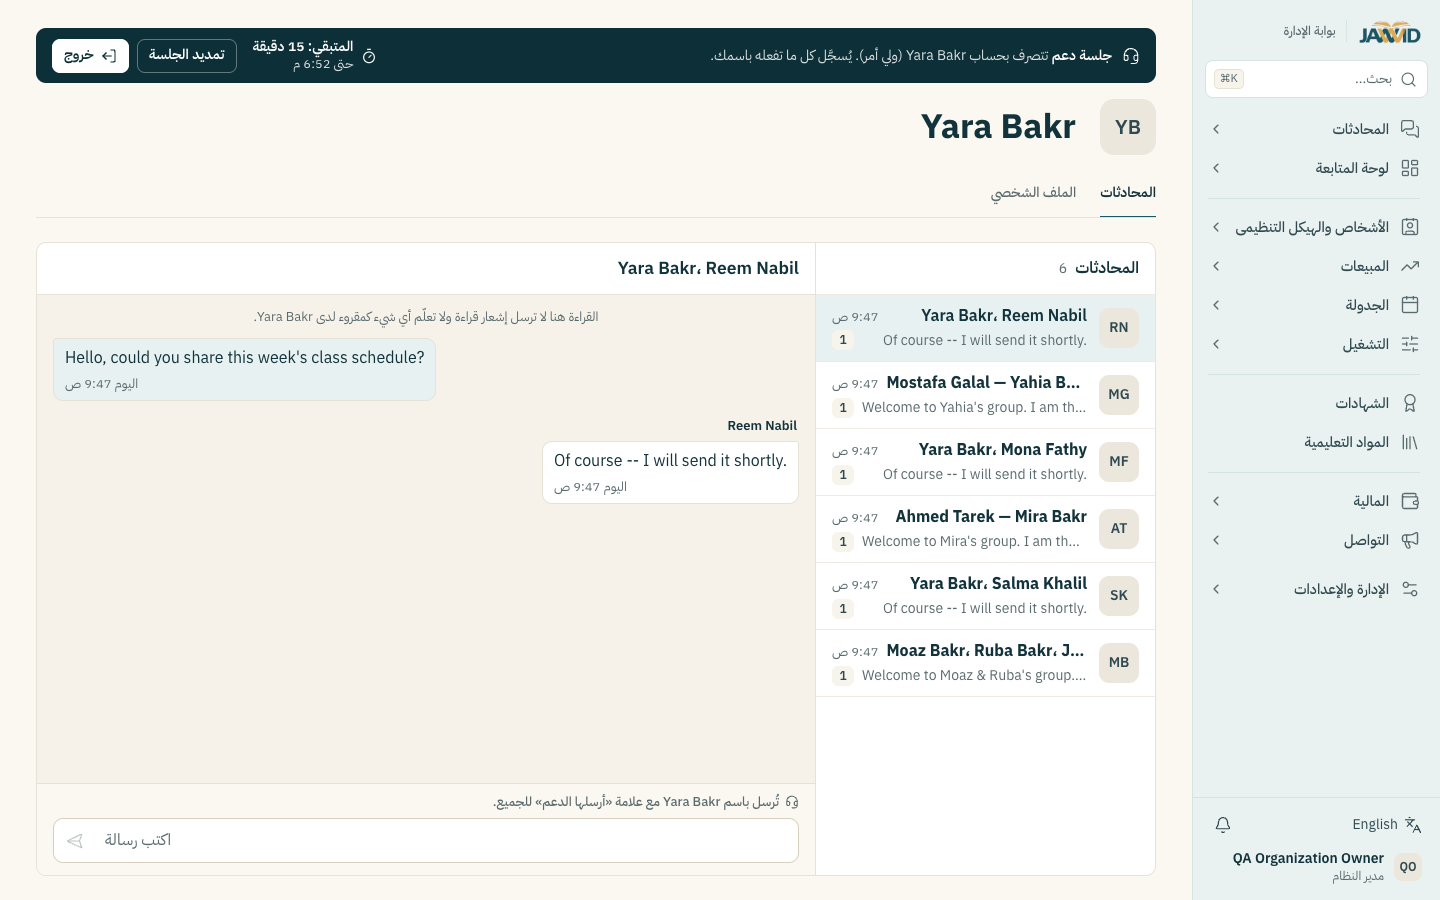 JAWWID
بوابة الإدارة
بحث...
⌘K
المحادثات
لوحة المتابعة
الأشخاص والهيكل التنظيمي
المبيعات
الجدولة
التشغيل
الشهادات
المواد التعليمية
المالية
التواصل
الإدارة والإعدادات
English
QA Organization Owner
مدير النظام
QO
جلسة دعم تتصرف بحساب Yara Bakr (ولي أمر). يُسجَّل كل ما تفعله باسمك.
المتبقي: 15 دقيقة
حتى 6:52 م
تمديد الجلسة
خروج
YB
Yara Bakr
المحادثات
الملف الشخصي
المحادثات 6
RN
Yara Bakr، Reem Nabil
9:47 ص
Of course -- I will send it shortly.
1
MG
Mostafa Galal — Yahia B...
9:47 ص
Welcome to Yahia's group. I am th...
1
MF
Yara Bakr، Mona Fathy
9:47 ص
Of course -- I will send it shortly.
1
AT
Ahmed Tarek — Mira Bakr
9:47 ص
Welcome to Mira's group. I am th...
1
SK
Yara Bakr، Salma Khalil
9:47 ص
Of course -- I will send it shortly.
1
MB
Moaz Bakr، Ruba Bakr، J...
9:47 ص
Welcome to Moaz & Ruba's group....
1
Yara Bakr، Reem Nabil
القراءة هنا لا ترسل إشعار قراءة ولا تعلّم أي شيء كمقروء لدى Yara Bakr.
Hello, could you share this week's class schedule?
اليوم 9:47 ص
Reem Nabil
Of course -- I will send it shortly.
اليوم 9:47 ص
تُرسل باسم Yara Bakr مع علامة «أرسلها الدعم» للجميع.
اكتب رسالة